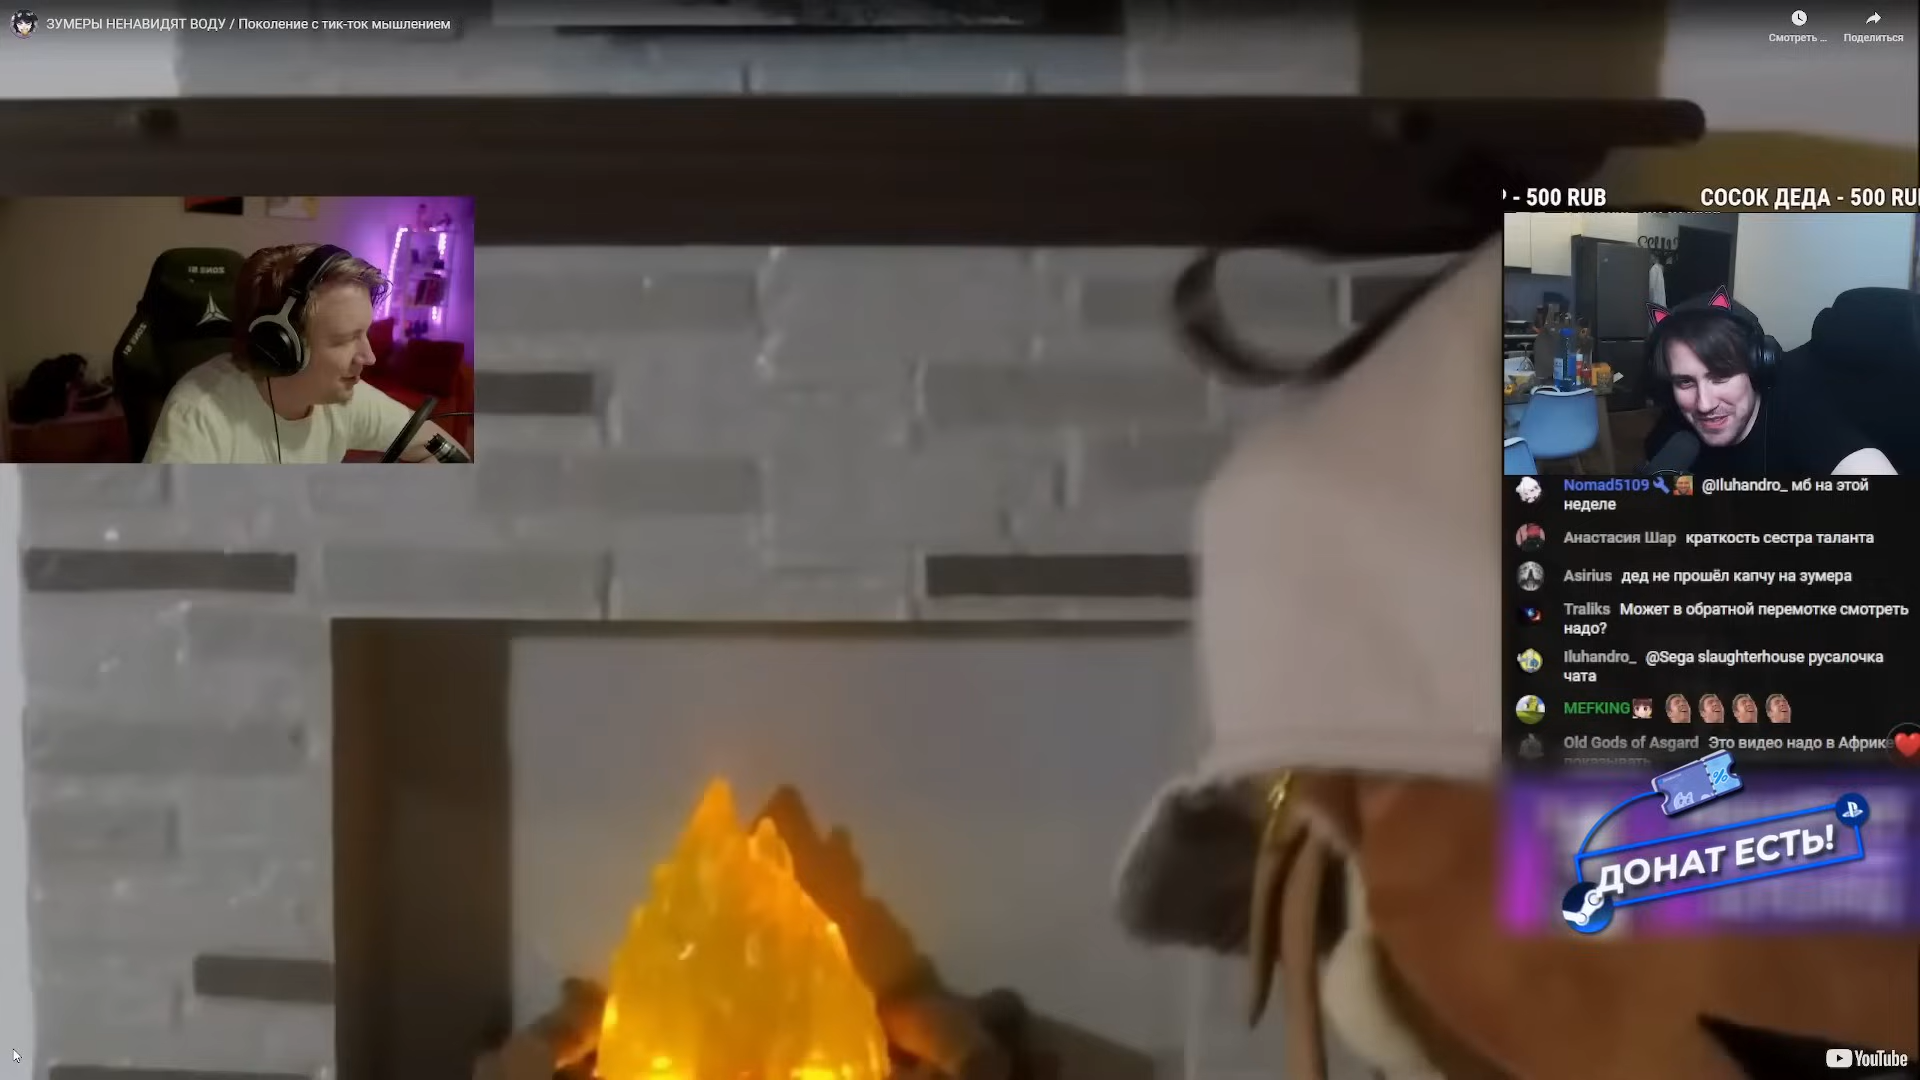 ЗУМЕРЫ НЕНАВИДЯТ ВОДУ / Поколение с тик-ток мышлением
Смотреть ...
Поделиться
- 500 RUB
СОСОК ДЕДА - 500 RU
Nomad5109 @Iluhandro_ мб на этой
неделе
Анастасия Шар краткость сестра таланта
Asirius дед не прошёл капчу на зумера
Traliks Может в обратной перемотке смотреть
надо?
Iluhandro_ @Sega slaughterhouse русалочка
чата
MEFKING
Old Gods of Asgard Это видео надо в Африке
показывать
ДОНАТ ЕСТЬ!
YouTube